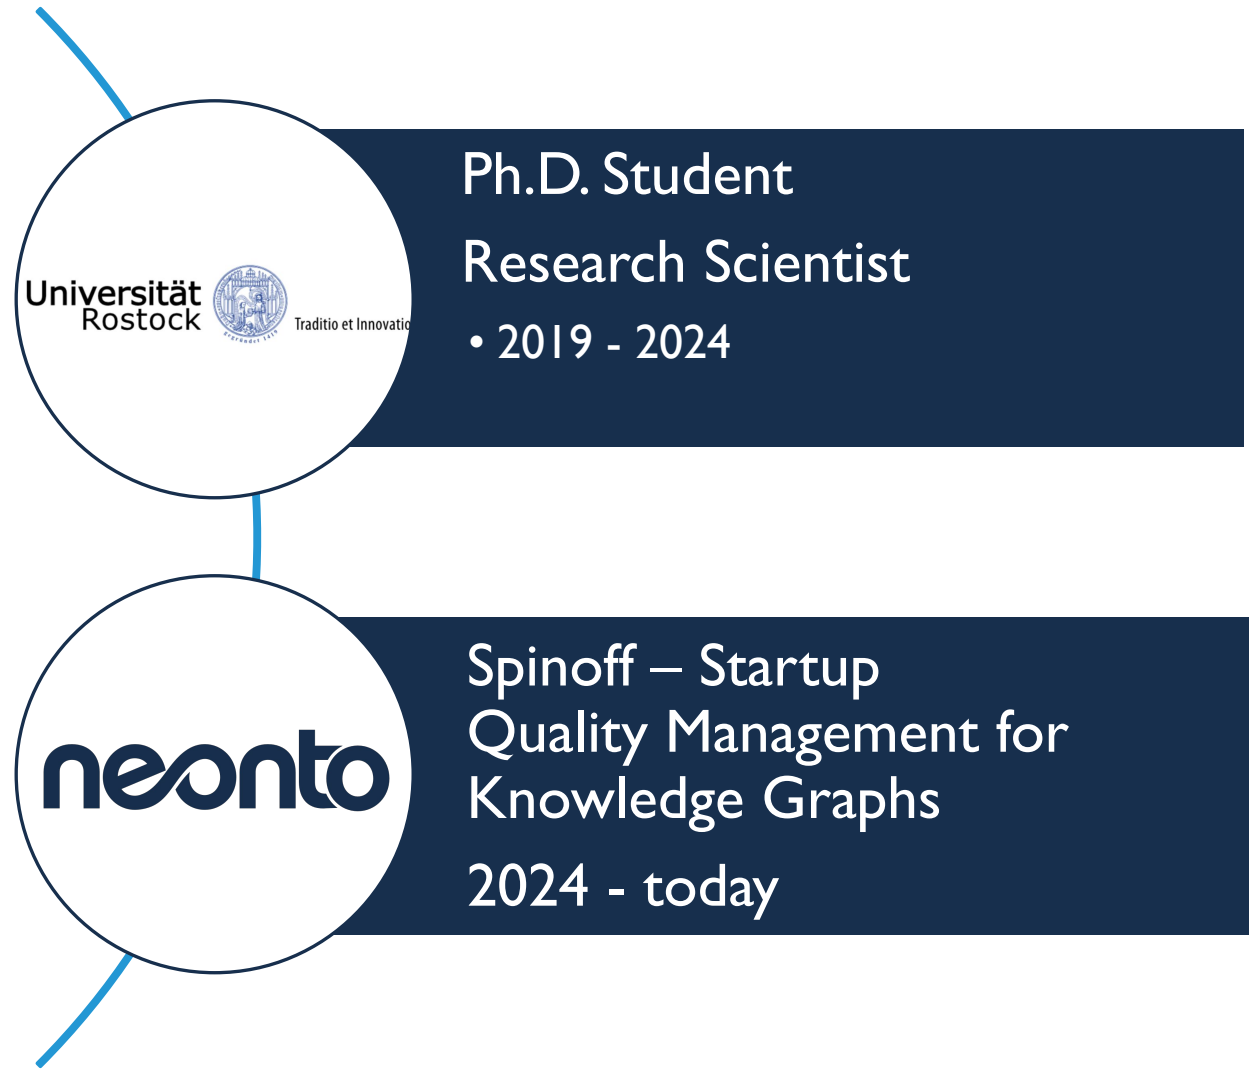 Ph.D. Student
Research Scientist
• 2019 - 2024
Universität
Rostock
Traditio et Innovatio
Spinoff – Startup
Quality Management for
Knowledge Graphs
2024 - today
neonto